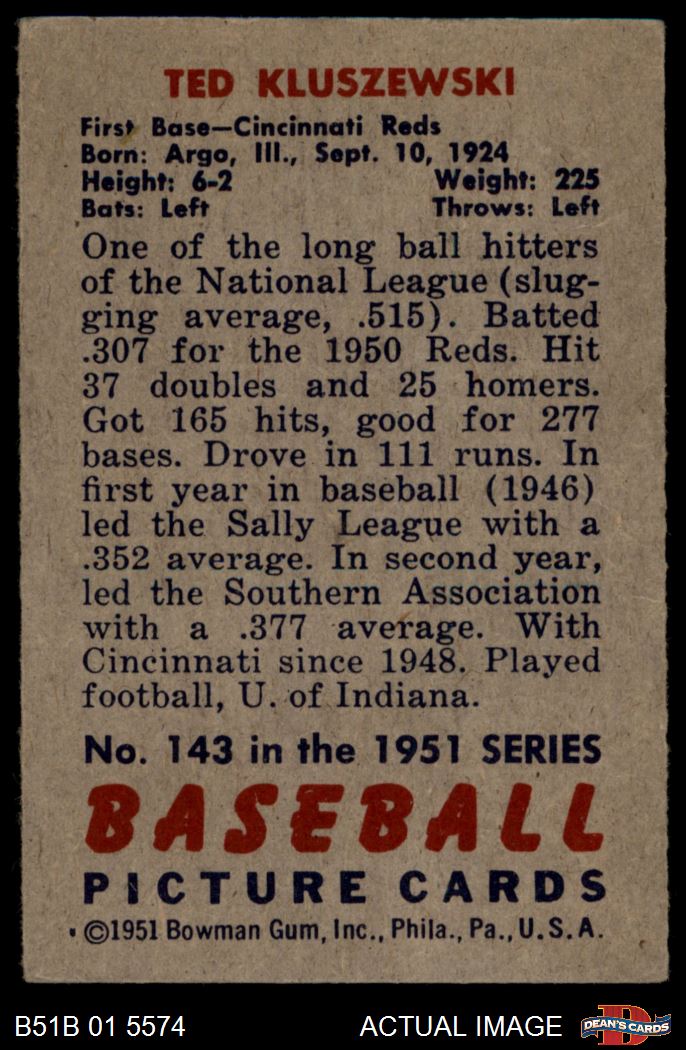 TED KLUSZEWSKI
First Base—Cincinnati Reds
Born: Argo, Ill., Sept. 10, 1924
Height: 6-2 Weight: 225
Bats: Left Throws: Left
One of the long ball hitters
of the National League (slug-
ging average, .515). Batted
.307 for the 1950 Reds. Hit
37 doubles and 25 homers.
Got 165 hits, good for 277
bases. Drove in 111 runs. In
first year in baseball (1946)
led the Sally League with a
.352 average. In second year,
led the Southern Association
with a .377 average. With
Cincinnati since 1948. Played
football, U. of Indiana.
No. 143 in the 1951 SERIES
BASEBALL
PICTURE CARDS
©1951 Bowman Gum, Inc., Phila., Pa., U.S.A.
B51B 01 5574 ACTUAL IMAGE D DEAN'S CARDS